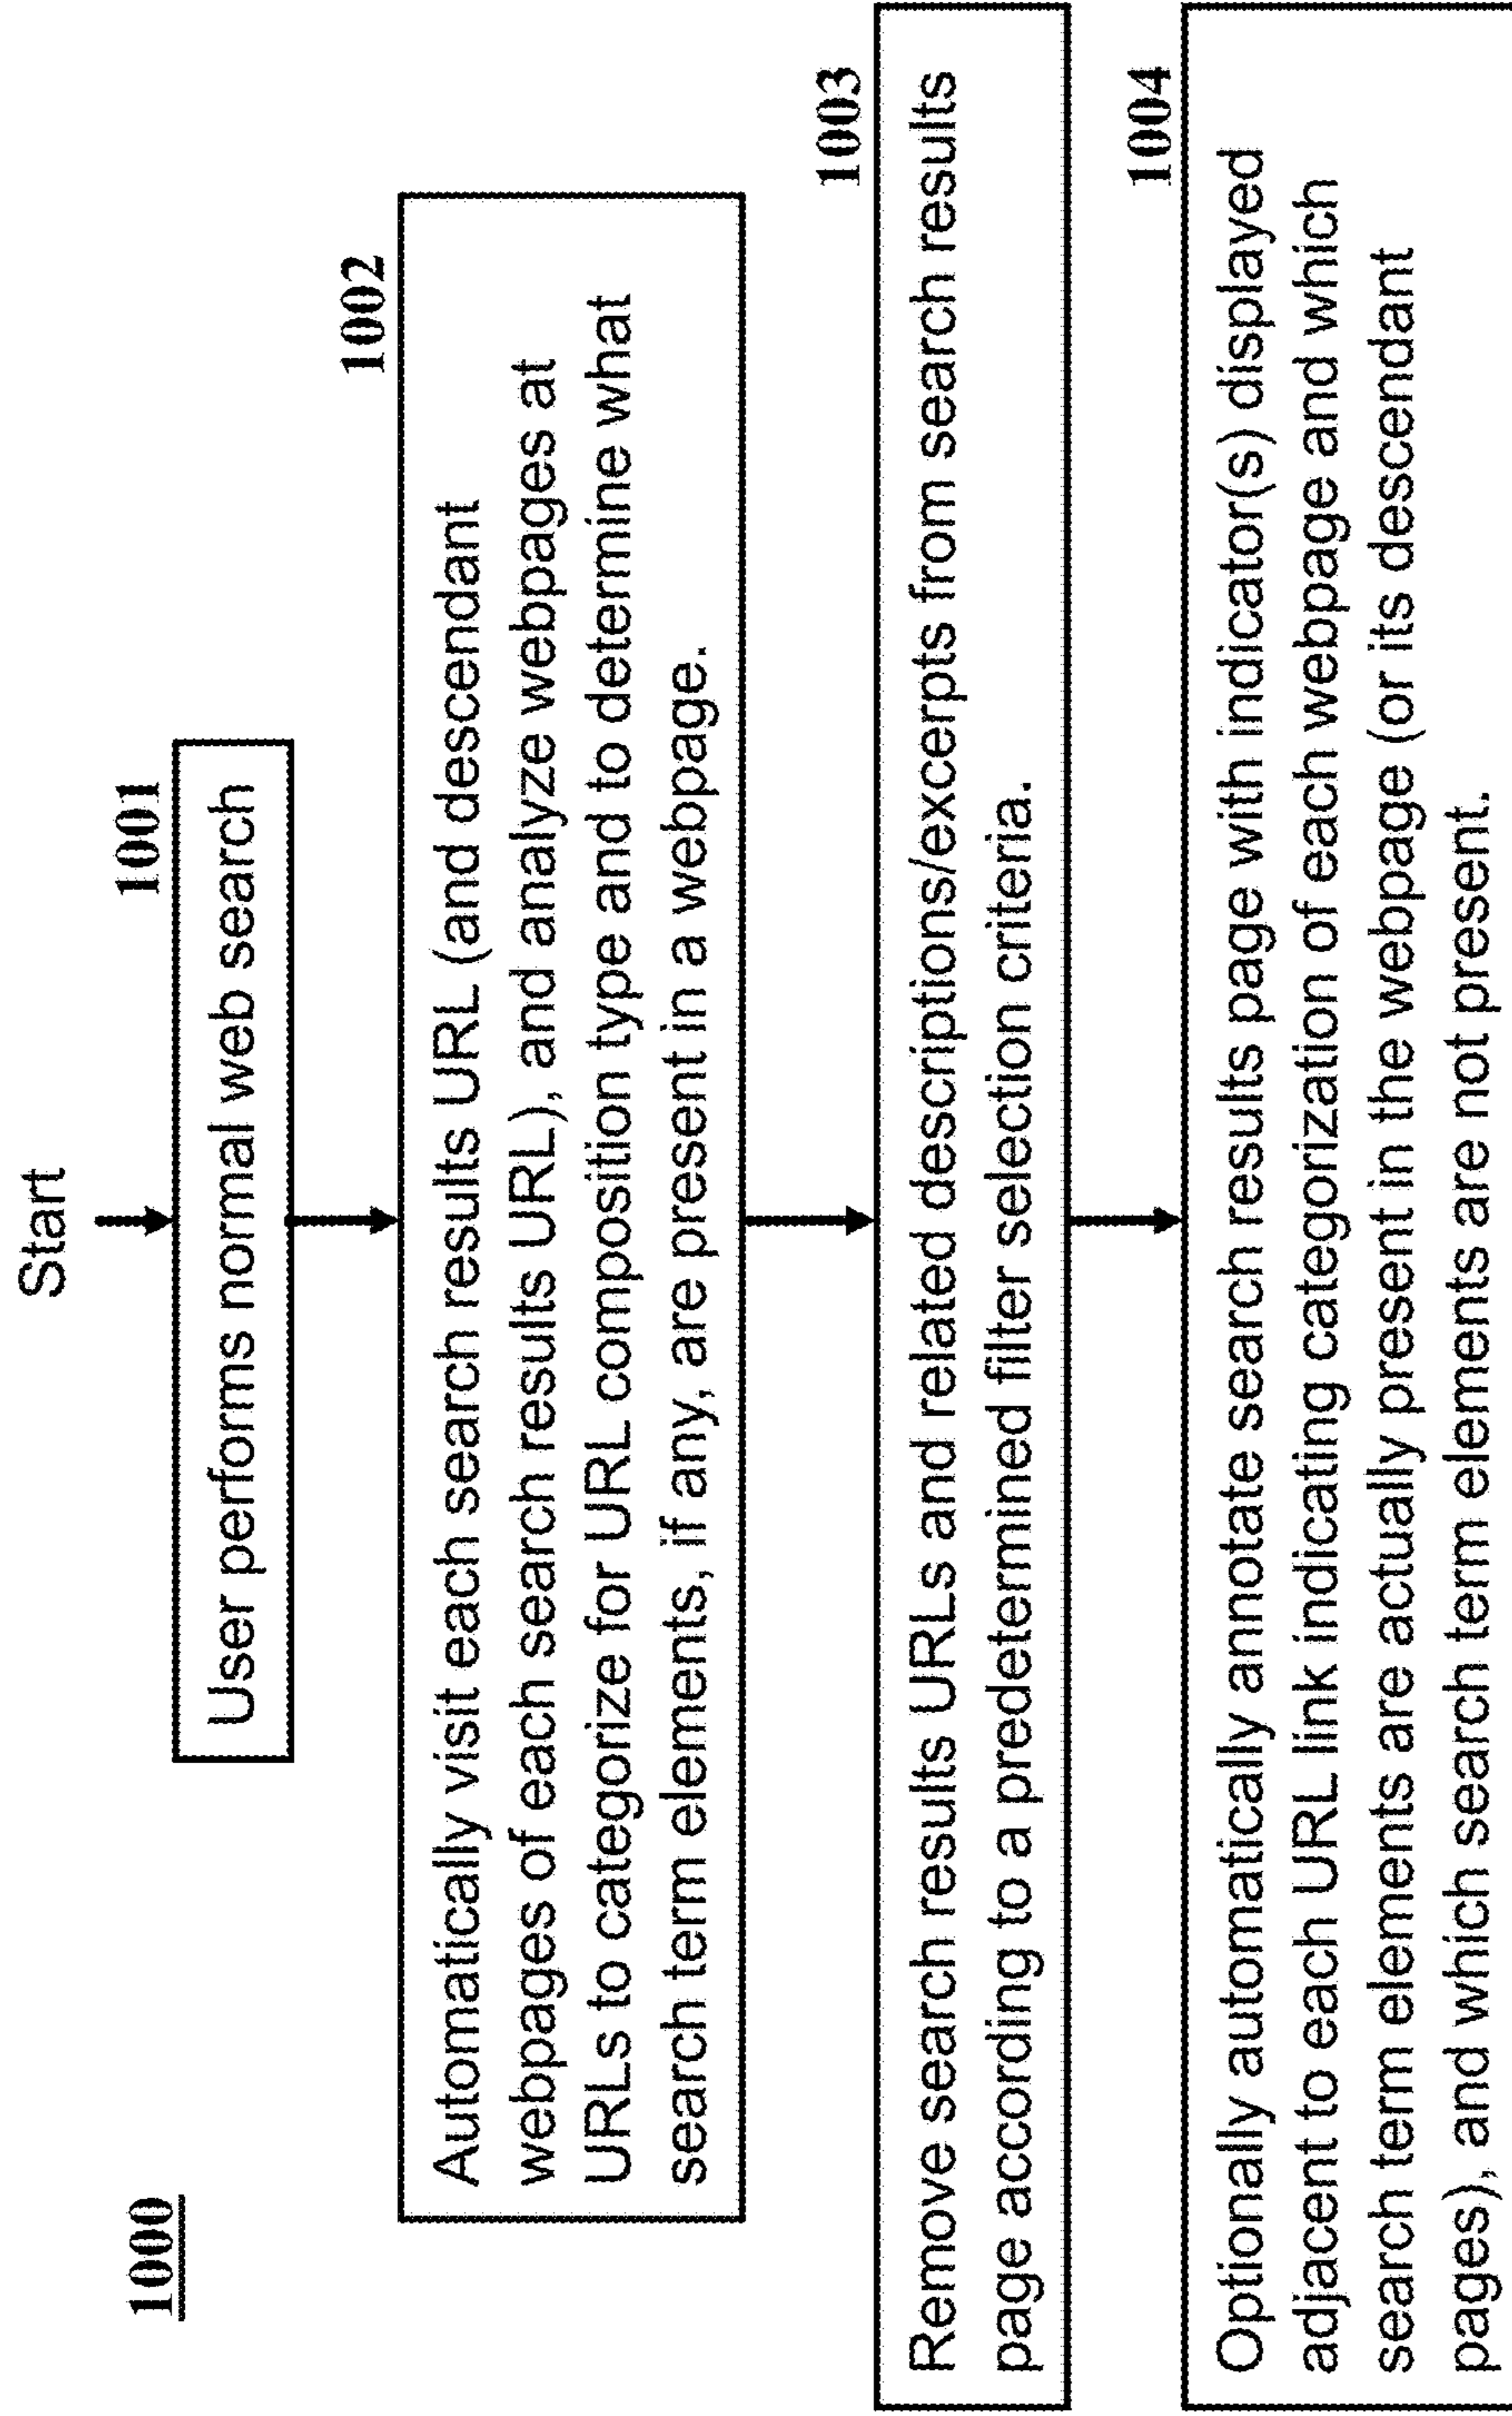 1000
Start
1001
User performs normal web search
1002
Automatically visit each search results URL (and descendant
webpages of each search results URL), and analyze webpages at
URLs to categorize for URL composition type and to determine what
search term elements, if any, are present in a webpage.
1003
Remove search results URLs and related descriptions/excerpts from search results
page according to a predetermined filter selection criteria.
1004
Optionally automatically annotate search results page with indicator(s) displayed
adjacent to each URL link indicating categorization of each webpage and which
search term elements are actually present in the webpage (or its descendant
pages), and which search term elements are not present.